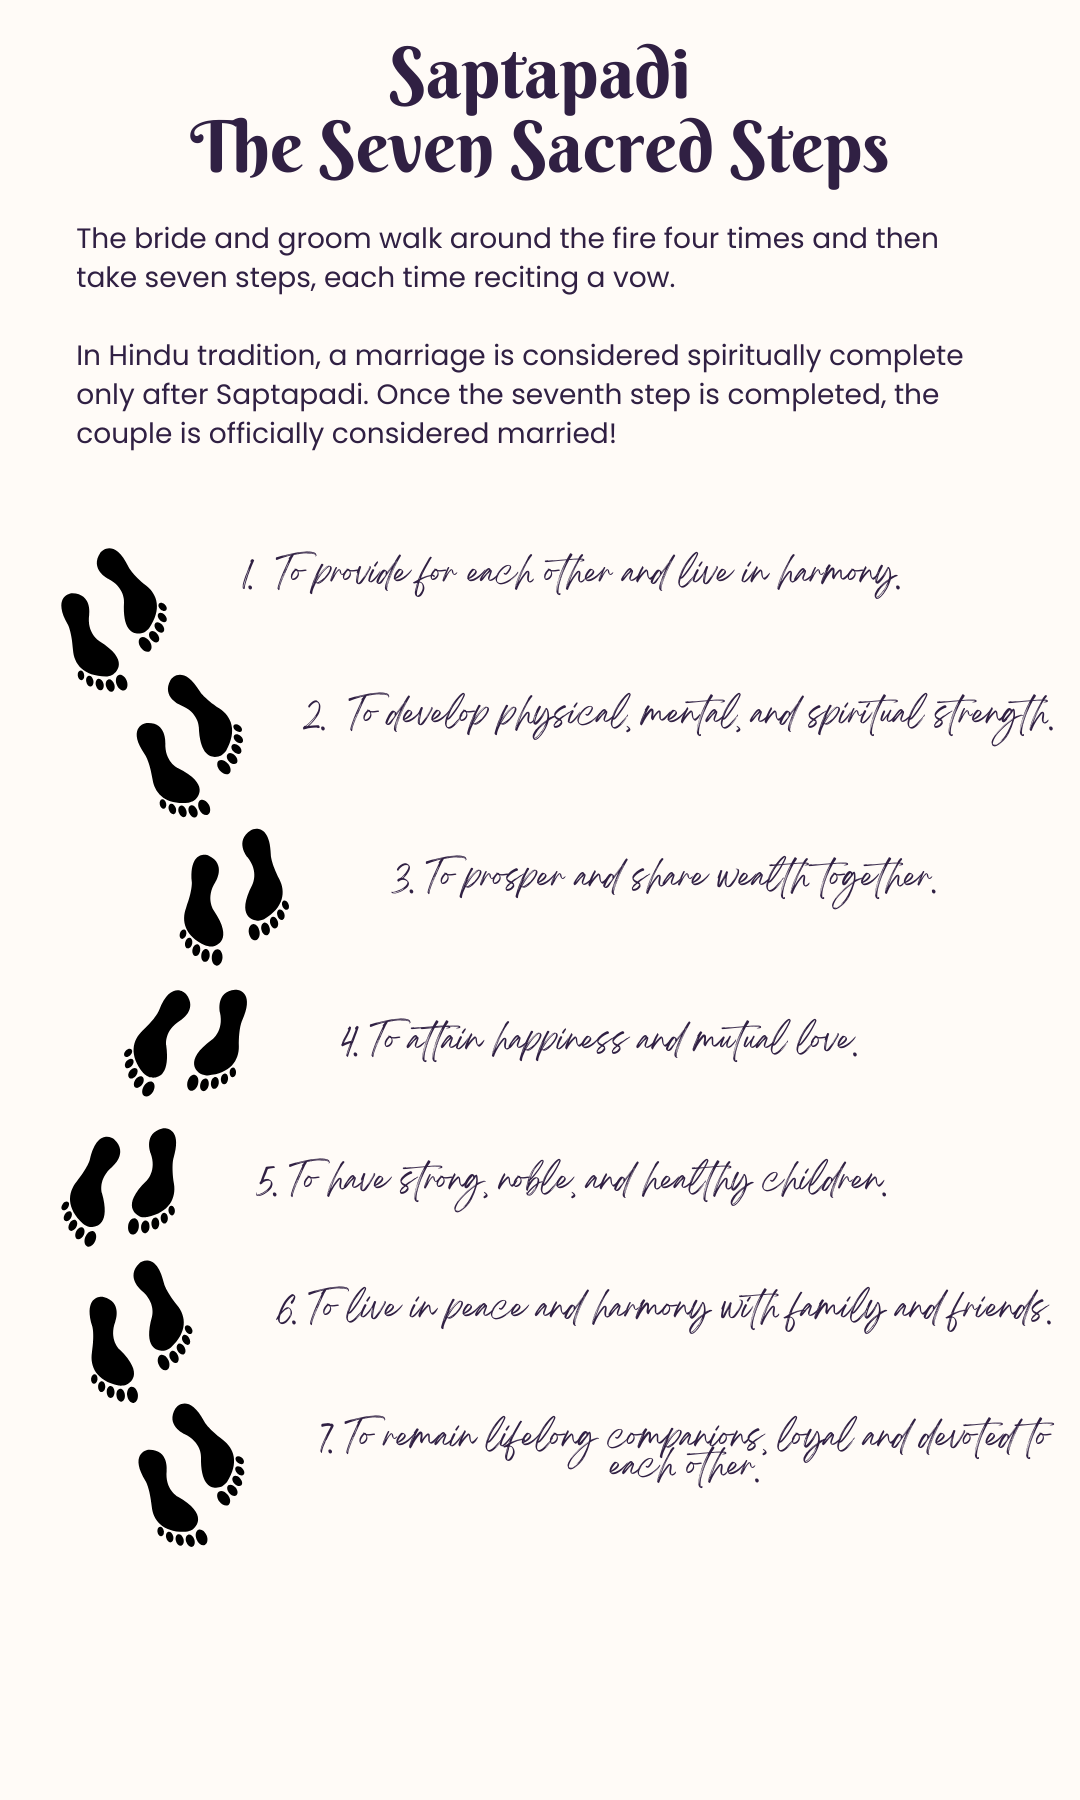 Saptapadi
The Seven Sacred Steps
The bride and groom walk around the fire four times and then
take seven steps, each time reciting a vow.
In Hindu tradition, a marriage is considered spiritually complete
only after Saptapadi. Once the seventh step is completed, the
couple is officially considered married!
1. To provide for each other and live in harmony.
2. To develop physical, mental, and spiritual strength.
3. To prosper and share wealth together.
4. To attain happiness and mutual love.
5. To have strong, noble, and healthy children.
6. To live in peace and harmony with family and friends.
7. To remain lifelong companions, loyal and devoted to
each other.